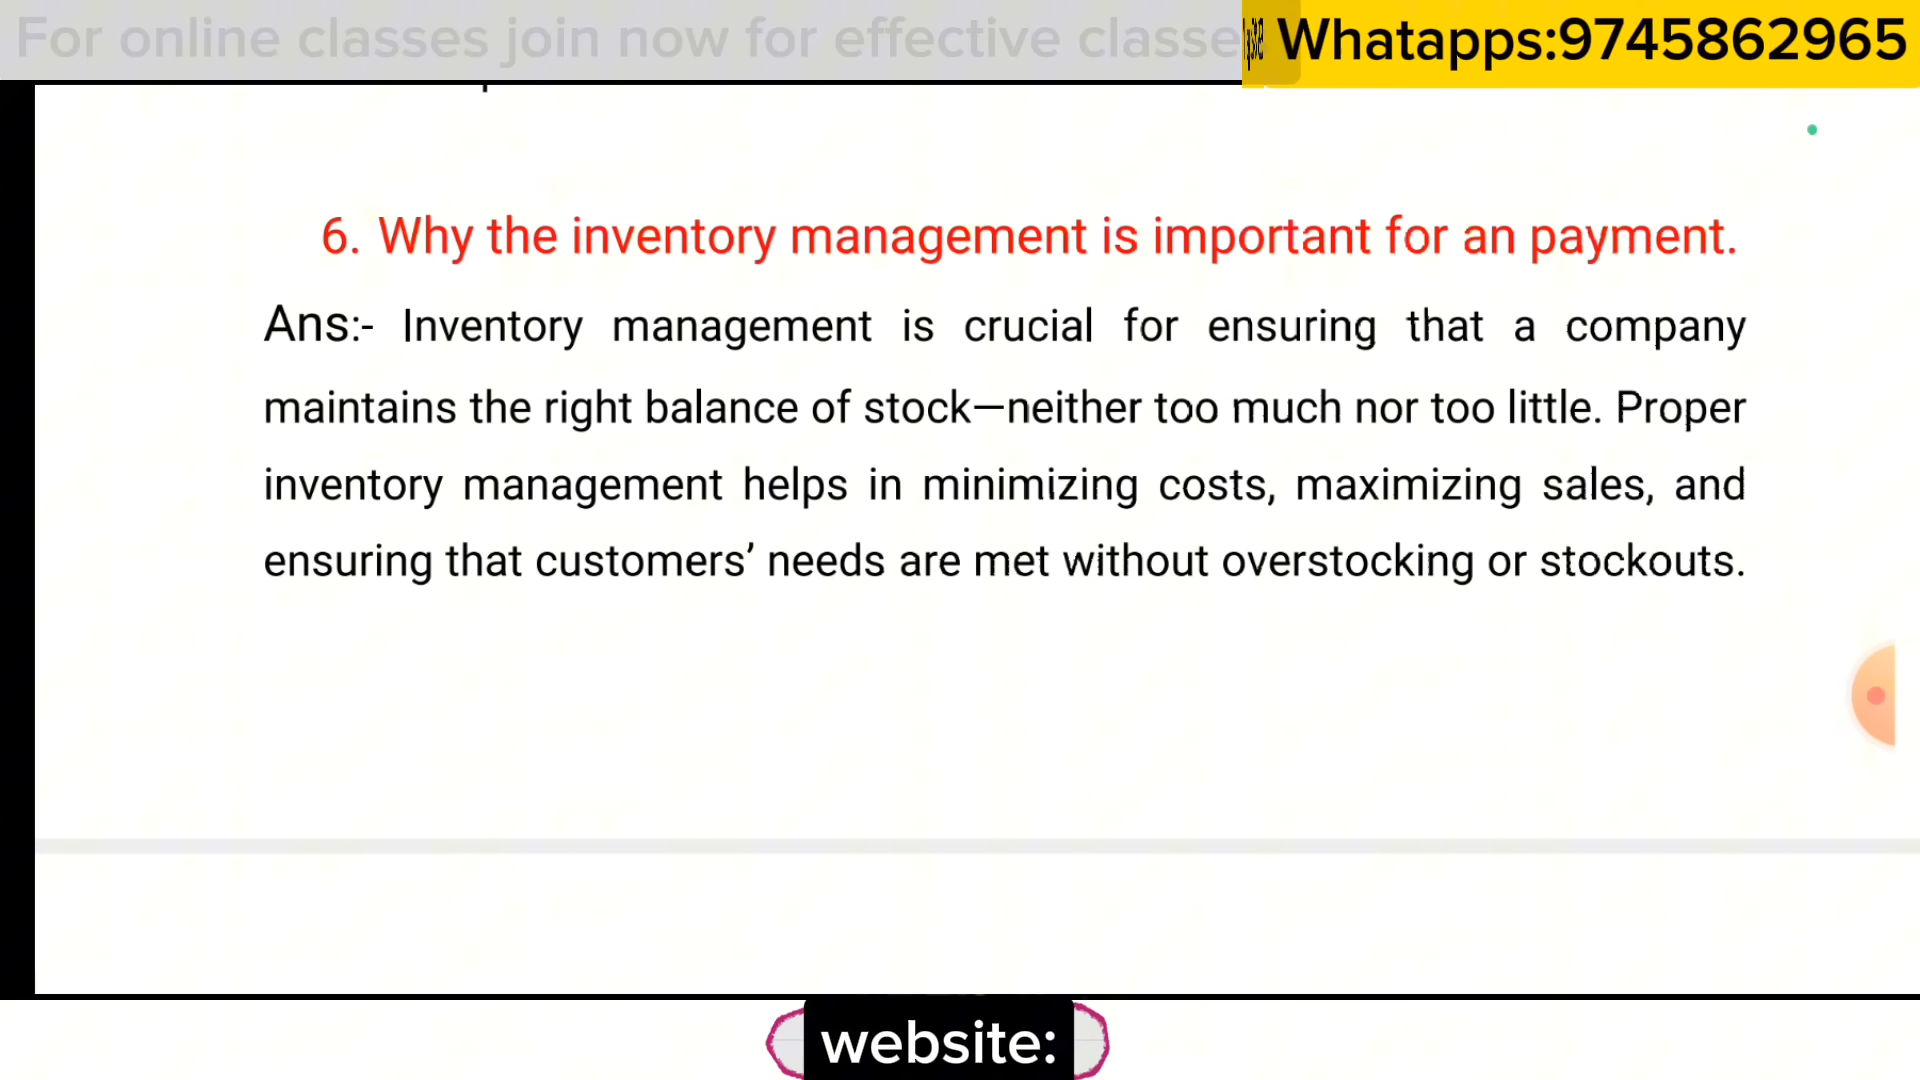 For online classes join now for effective classe
Whatapps:9745862965
6. Why the inventory management is important for an payment.
Ans:- Inventory management is crucial for ensuring that a company
maintains the right balance of stock—neither too much nor too little. Proper
inventory management helps in minimizing costs, maximizing sales, and
ensuring that customers’ needs are met without overstocking or stockouts.
website: